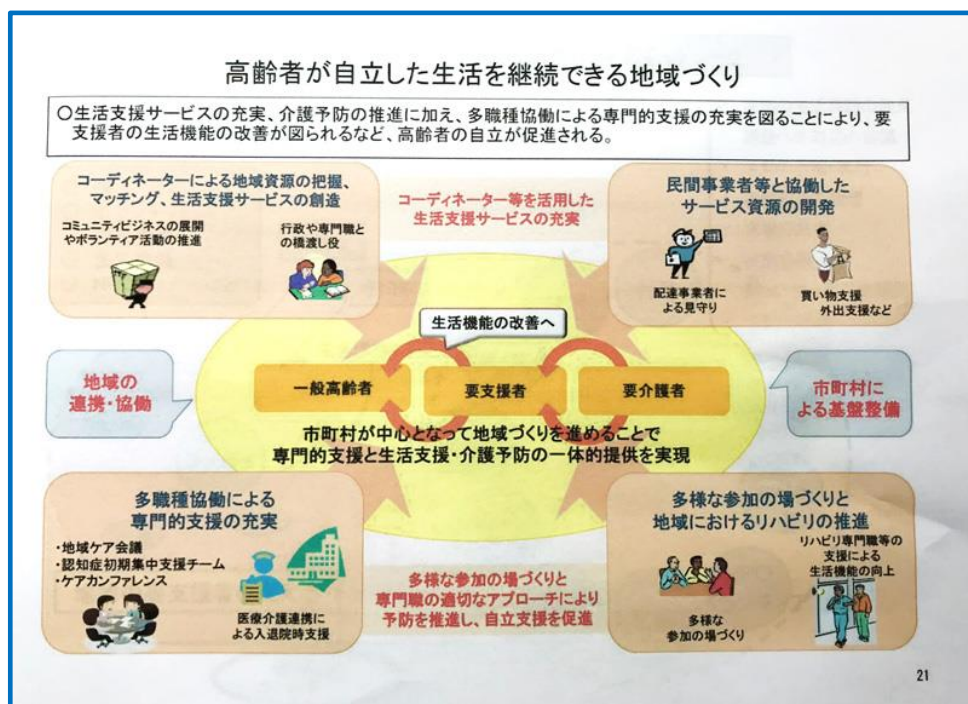 高齢者が自立した生活を継続できる地域づくり
○生活支援サービスの充実、介護予防の推進に加え、多職種協働による専門的支援の充実を図ることにより、要
支援者の生活機能の改善が図られるなど、高齢者の自立が促進される。
コーディネーターによる地域資源の把握、
マッチング、生活支援サービスの創造
コミュニティビジネスの展開
やボランティア活動の推進
行政や専門職と
の橋渡し役
コーディネーター等を活用した
生活支援サービスの充実
民間事業者等と協働した
サービス資源の開発
配達事業者に
よる見守り
買い物支援
外出支援など
生活機能の改善へ
地域の
連携・協働
一般高齢者
要支援者
要介護者
市町村に
よる基盤整備
市町村が中心となって地域づくりを進めることで
専門的支援と生活支援・介護予防の一体的提供を実現
多職種協働による
専門的支援の充実
・地域ケア会議
・認知症初期集中支援チーム
・ケアカンファレンス
医療介護連携に
よる入退院時支援
多様な参加の場づくりと
専門職の適切なアプローチにより
予防を推進し、自立支援を促進
多様な参加の場づくりと
地域におけるリハビリの推進
リハビリ専門職等の
支援による
生活機能の向上
多様な
参加の場づくり
21